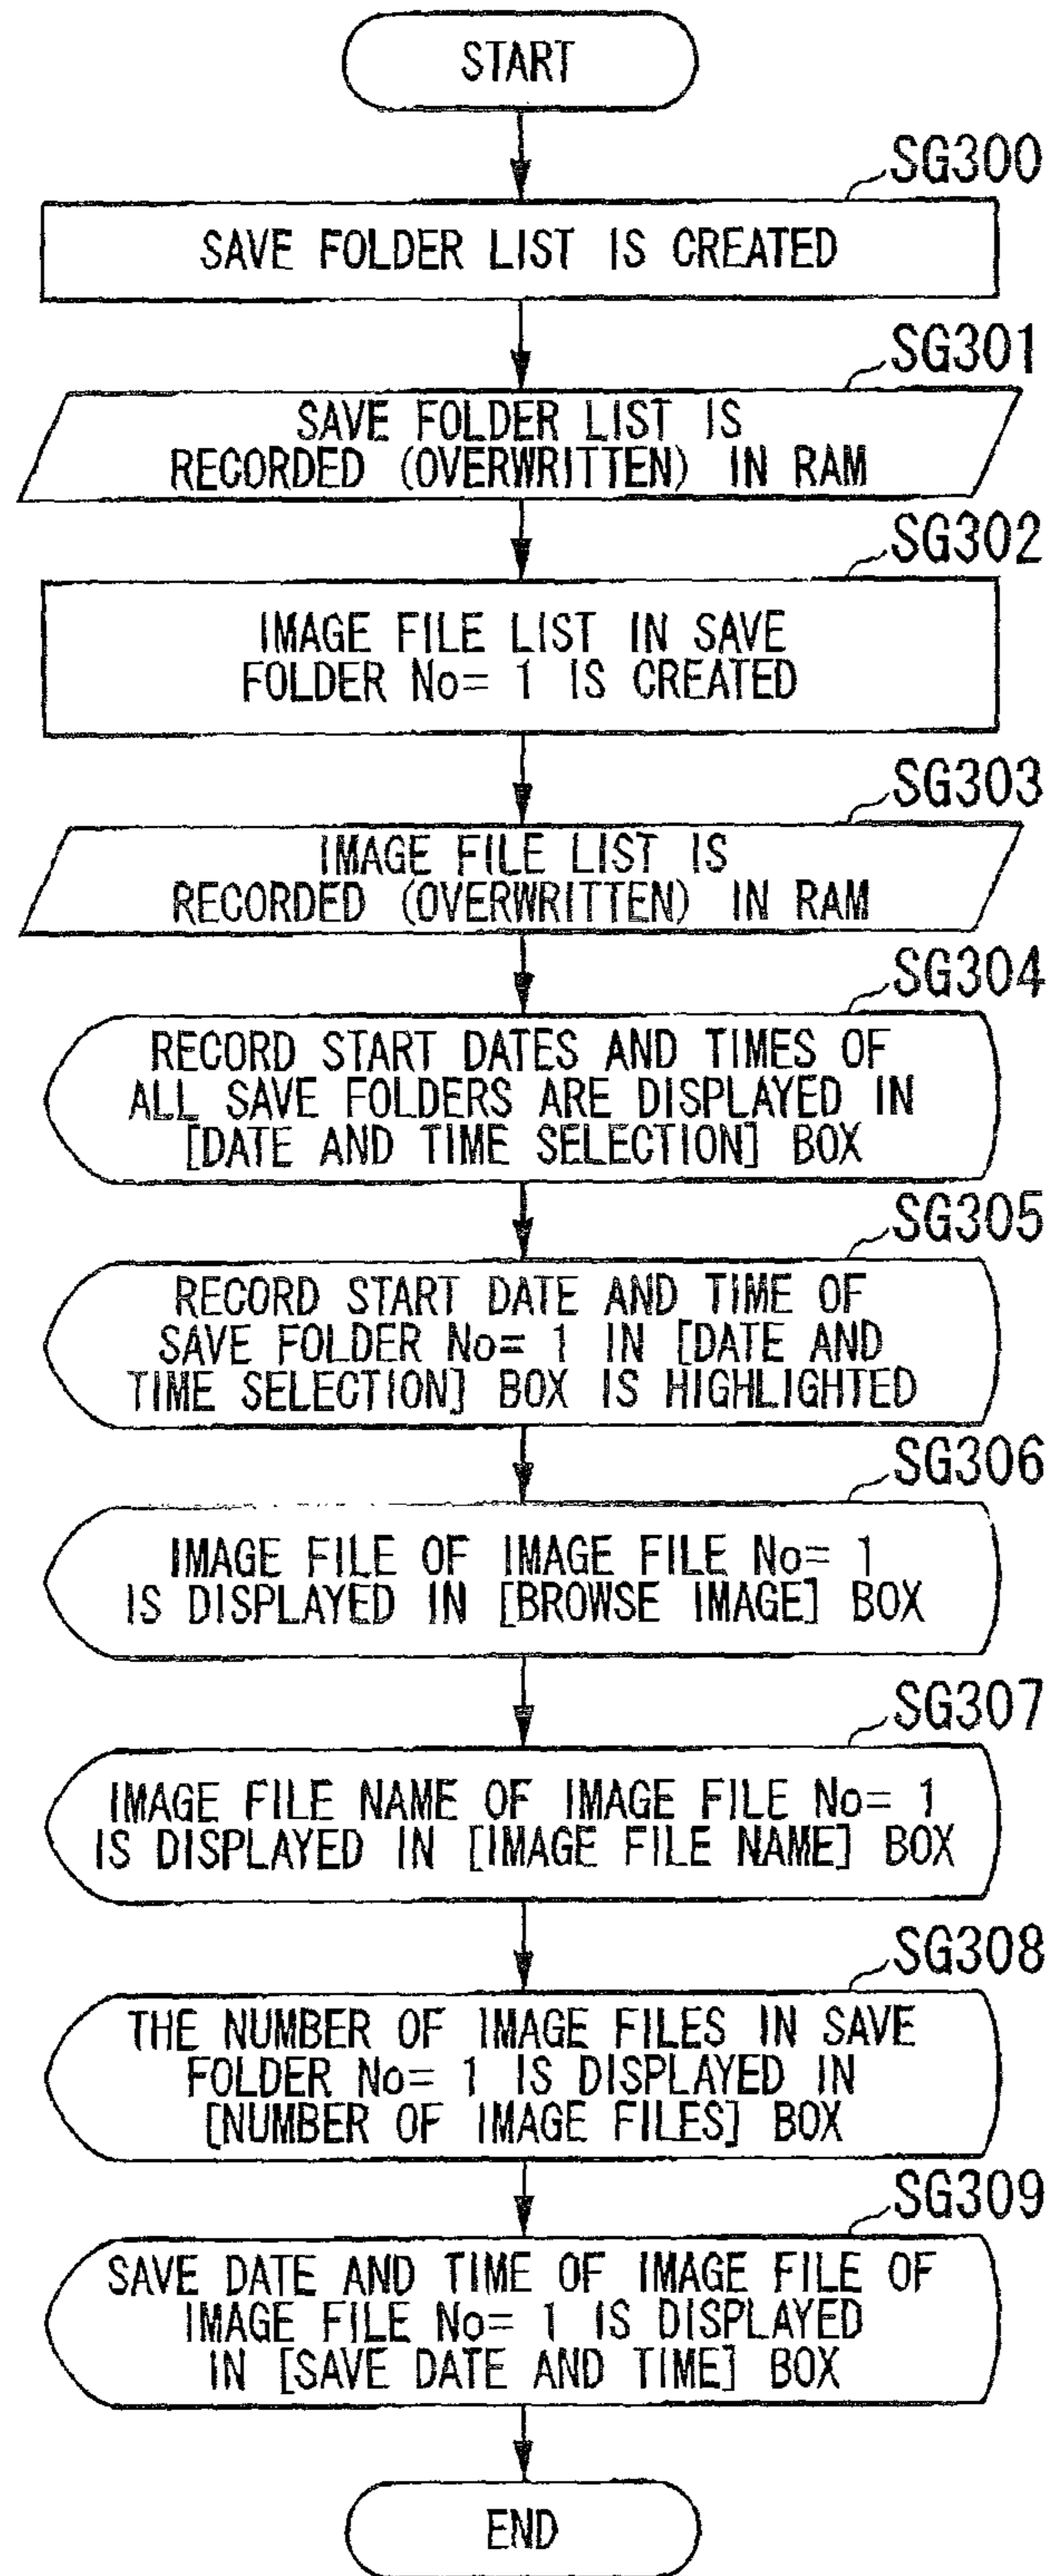 START
SG300
SAVE FOLDER LIST IS CREATED
SG301
SAVE FOLDER LIST IS
RECORDED (OVERWRITTEN) IN RAM
SG302
IMAGE FILE LIST IN SAVE
FOLDER No= 1 IS CREATED
SG303
IMAGE FILE LIST IS
RECORDED (OVERWRITTEN) IN RAM
SG304
RECORD START DATES AND TIMES OF
ALL SAVE FOLDERS ARE DISPLAYED IN
[DATE AND TIME SELECTION] BOX
SG305
RECORD START DATE AND TIME OF
SAVE FOLDER No= 1 IN [DATE AND
TIME SELECTION] BOX IS HIGHLIGHTED
SG306
IMAGE FILE OF IMAGE FILE No= 1
IS DISPLAYED IN [BROWSE IMAGE] BOX
SG307
IMAGE FILE NAME OF IMAGE FILE No= 1
IS DISPLAYED IN [IMAGE FILE NAME] BOX
SG308
THE NUMBER OF IMAGE FILES IN SAVE
FOLDER No= 1 IS DISPLAYED IN
[NUMBER OF IMAGE FILES] BOX
SG309
SAVE DATE AND TIME OF IMAGE FILE OF
IMAGE FILE No= 1 IS DISPLAYED
IN [SAVE DATE AND TIME] BOX
END